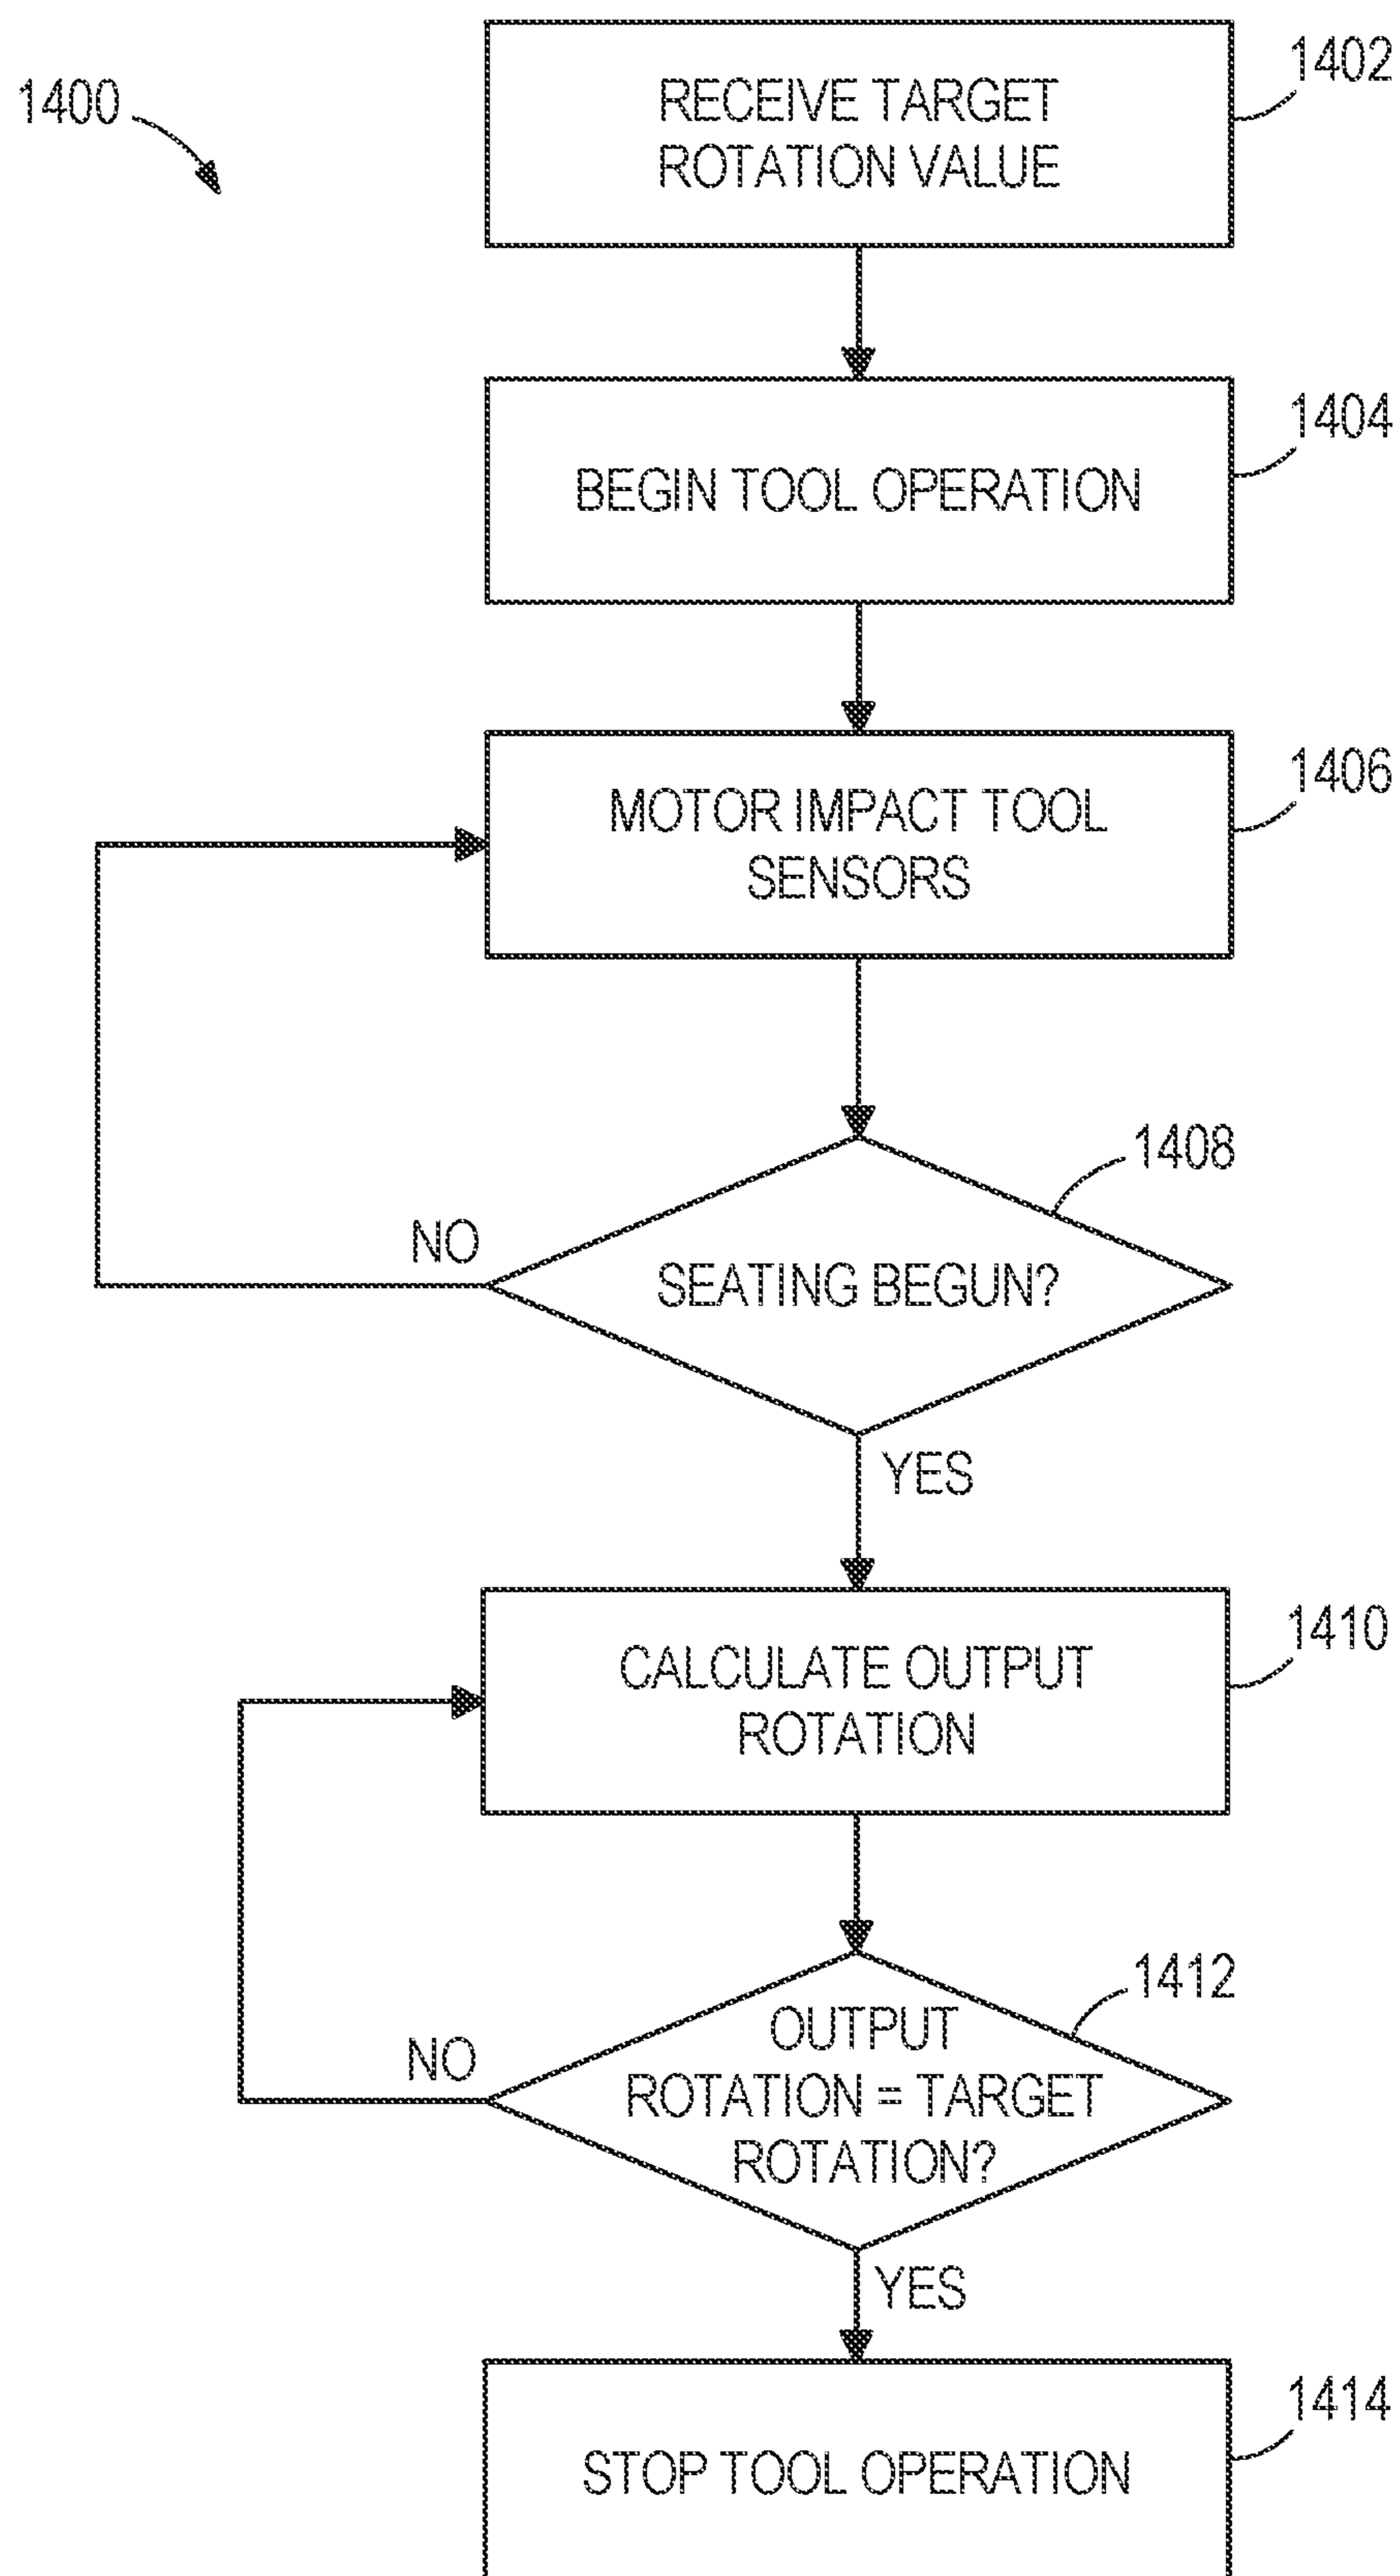 1400
1402
RECEIVE TARGET
ROTATION VALUE
1404
BEGIN TOOL OPERATION
1406
MOTOR IMPACT TOOL
SENSORS
1408
NO
SEATING BEGUN?
YES
1410
CALCULATE OUTPUT
ROTATION
1412
OUTPUT
NO
ROTATION = TARGET
ROTATION?
YES
1414
STOP TOOL OPERATION